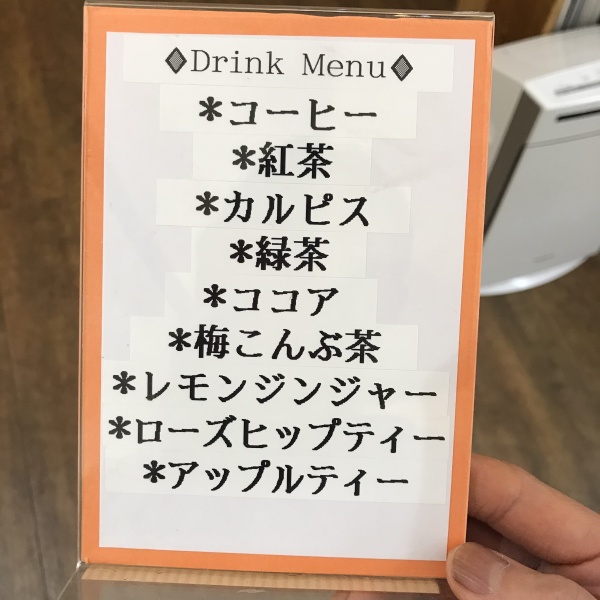 ♦Drink Menu♦
*コーヒー
*紅茶
*カルピス
*緑茶
*ココア
*梅こんぶ茶
*レモンジンジャー
*ローズヒップティー
*アップルティー